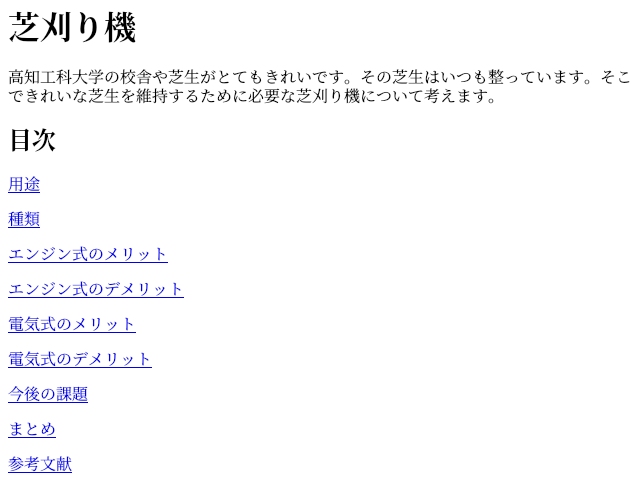 芝刈り機
高知工科大学の校舎や芝生がとてもきれいです。その芝生はいつも整っています。そこ
できれいな芝生を維持するために必要な芝刈り機について考えます。
目次
用途
種類
エンジン式のメリット
エンジン式のデメリット
電気式のメリット
電気式のデメリット
今後の課題
まとめ
参考文献